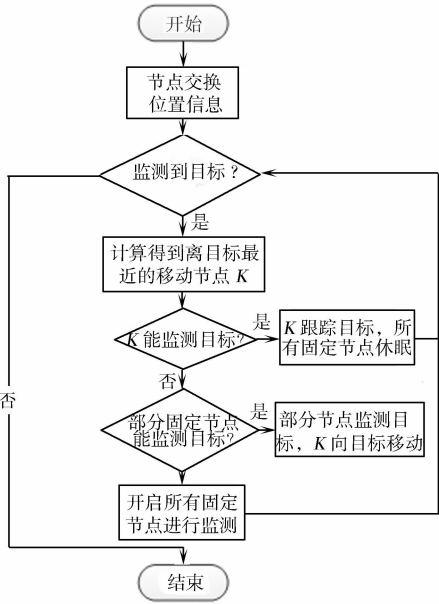 开始
节点交换
位置信息
监测到目标？
是
计算得到离目标最
近的移动节点 K
K 能监测目标?
是
K 跟踪目标，所
有固定节点休眠
否
否
部分固定节点
能监测目标?
是
部分节点监测目
标，K 向目标移动
开启所有固定
节点进行监测
结束